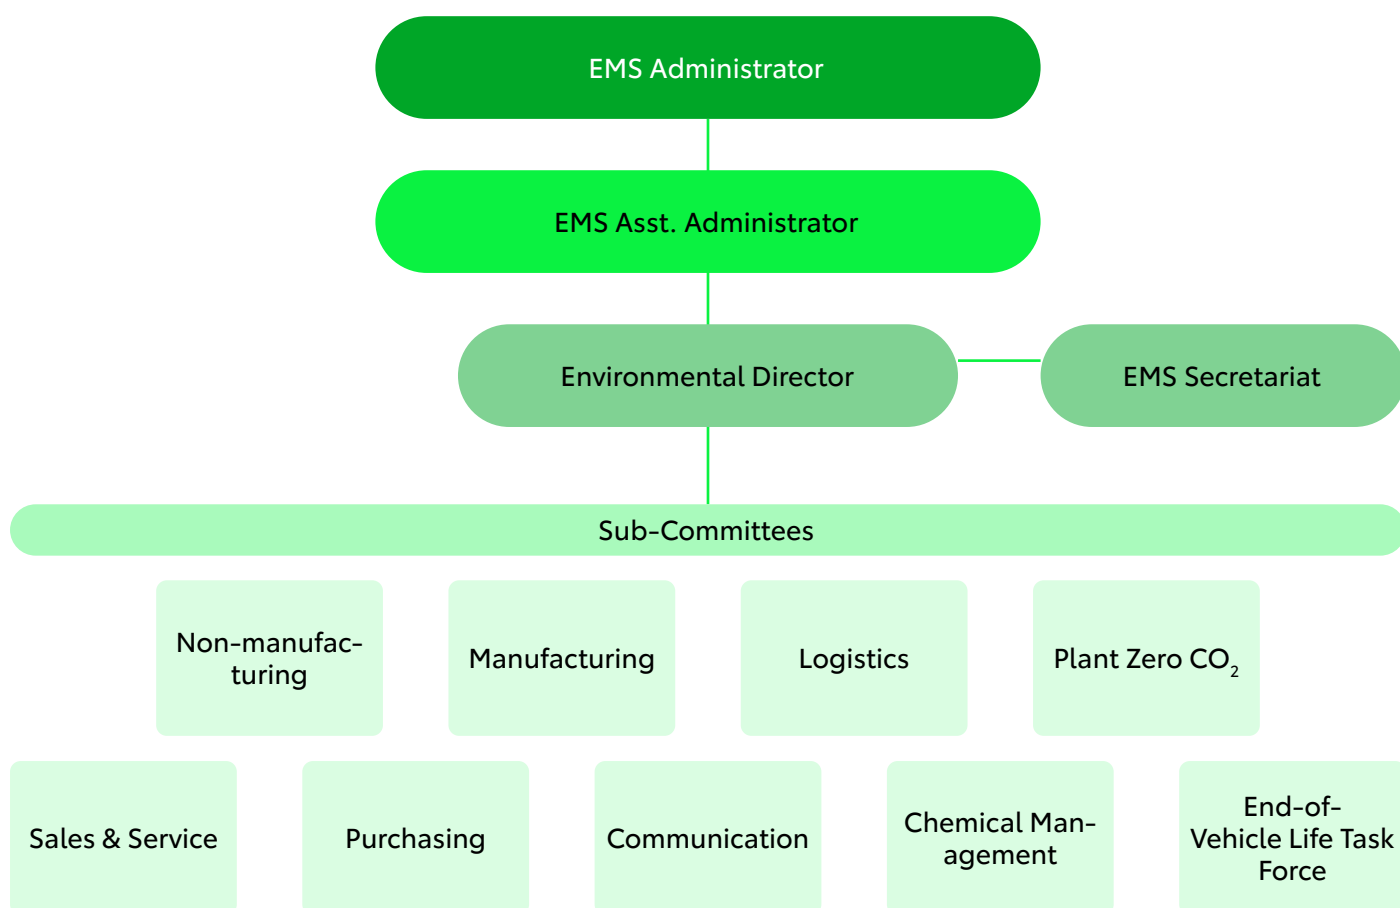 EMS Administrator
EMS Asst. Administrator
Environmental Director
EMS Secretariat
Sub-Committees
Non-manufac-
turing
Manufacturing
Logistics
Plant Zero CO₂
Sales & Service
Purchasing
Communication
Chemical Man-
agement
End-of-
Vehicle Life Task
Force